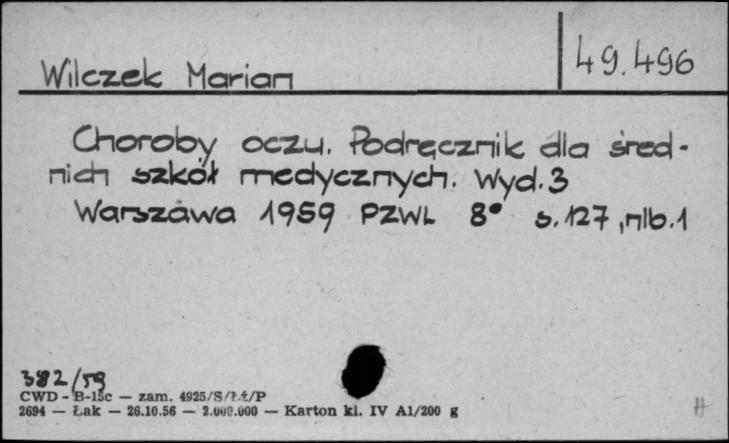 Wilczek Marian
49.496
Choroby oczu. Podręcznik dla śred-
nich szkół medycznych. Wyd. 3
Warszawa 1959 PZWL 8° s. 127, nlb. 1
382/59
CWD - B-15c — zam. 4925/S/Ł.Ż/P
2694 — Łak — 26.10.56 — 2.000.000 — Karton kl. IV A1/200 g